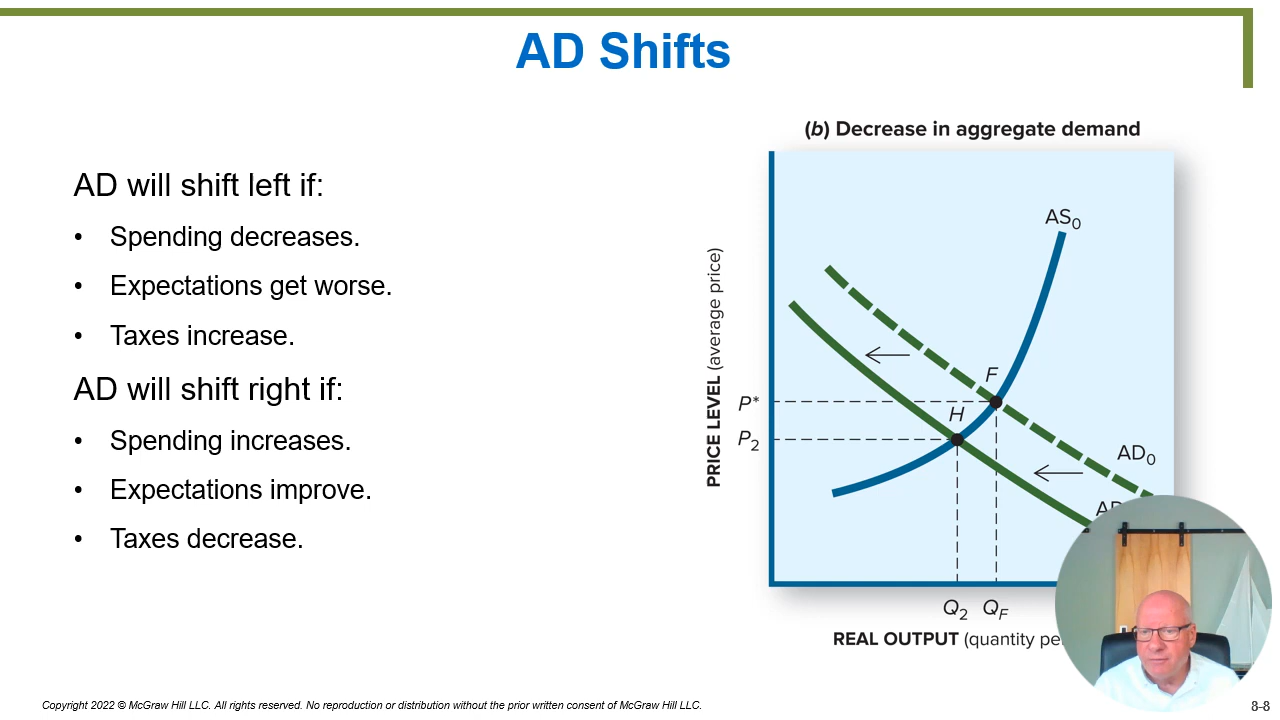 AD Shifts
AD will shift left if:
• Spending decreases.
• Expectations get worse.
• Taxes increase.
AD will shift right if:
• Spending increases.
• Expectations improve.
• Taxes decrease.
(b) Decrease in aggregate demand
PRICE LEVEL (average price)
AS₀
F
P*
H
P₂
AD₀
Q₂ Q_F
REAL OUTPUT (quantity
Copyright 2022 © McGraw Hill LLC. All rights reserved. No reproduction or distribution without the prior written consent of McGraw Hill LLC.
8-8